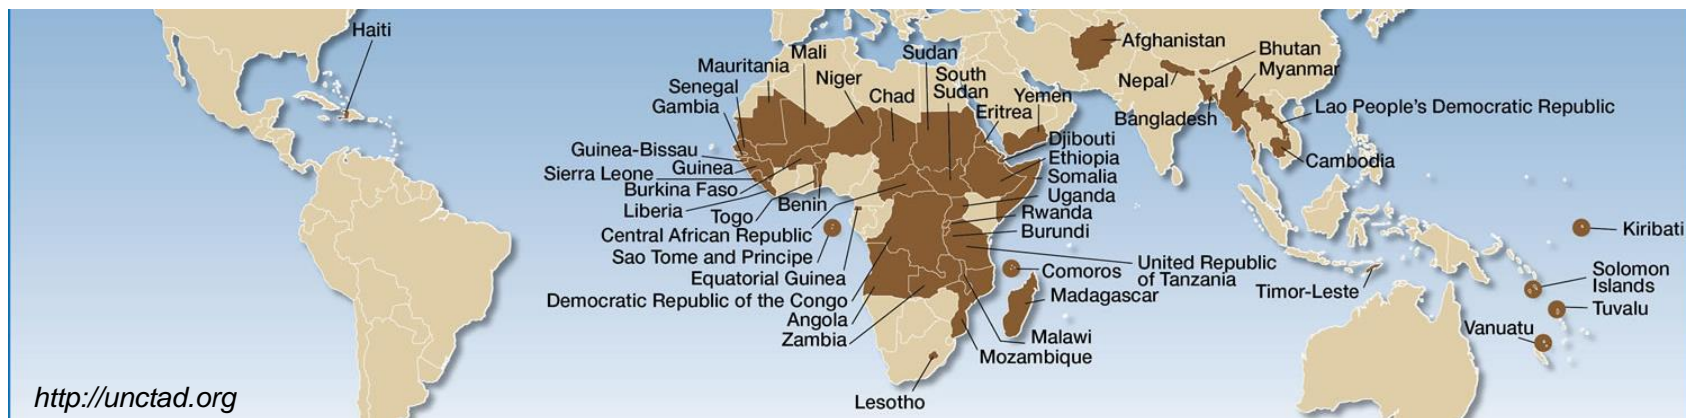 Haiti
Mali
Sudan
Afghanistan
Mauritania
Niger
South
Sudan
Bhutan
Senegal
Chad
Yemen
Nepal
Myanmar
Gambia
Eritrea
Bangladesh
Lao People's Democratic Republic
Guinea-Bissau
Djibouti
Guinea
Ethiopia
Cambodia
Sierra Leone
Somalia
Burkina Faso
Uganda
Liberia
Benin
Togo
Rwanda
Central African Republic
Burundi
Kiribati
Sao Tome and Principe
United Republic
of Tanzania
Equatorial Guinea
Comoros
Solomon
Islands
Democratic Republic of the Congo
Madagascar
Timor-Leste
Tuvalu
Angola
Vanuatu
Zambia
Malawi
Mozambique
http://unctad.org
Lesotho